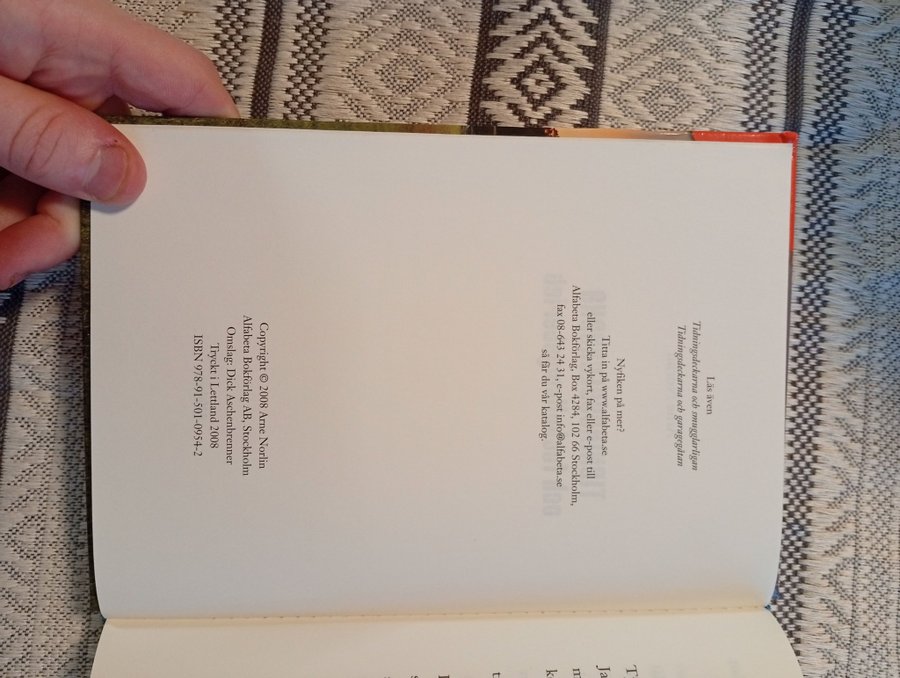 Läs även
Tidningsdeckarna och smugglarligan
Tidningsdeckarna och garagegåtan
Nyfiken på mer?
Titta in på www.alfabeta.se
eller skicka vykort, fax eller e-post till
Alfabeta Bokförlag, Box 4284, 102 66 Stockholm,
fax 08-643 24 31, e-post info@alfabeta.se
så får du vår katalog.
Copyright © 2008 Arne Norlin
Alfabeta Bokförlag AB, Stockholm
Omslag: Dick Aschenbrenner
Tryckt i Lettland 2008
ISBN 978-91-501-0954-2